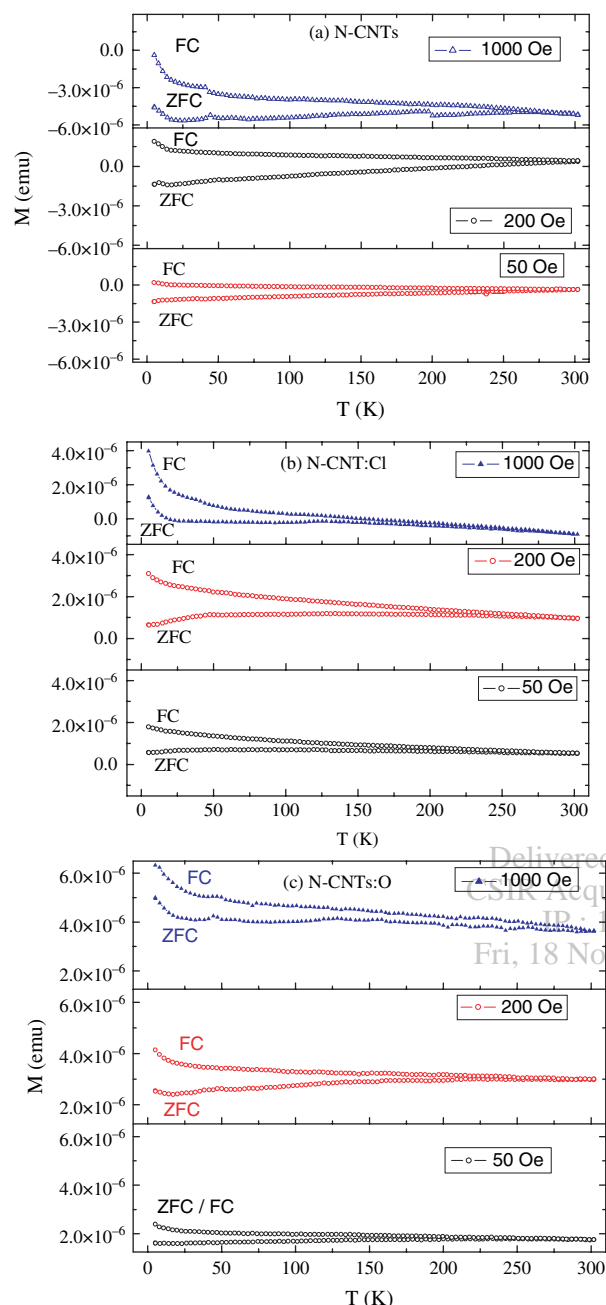 (a) N-CNTs
FC
1000 Oe
0.0
−3.0×10⁻⁶
ZFC
−6.0×10⁻⁶
FC
0.0
ZFC
−3.0×10⁻⁶
200 Oe
−6.0×10⁻⁶
FC
50 Oe
0.0
ZFC
−3.0×10⁻⁶
−6.0×10⁻⁶
M (emu)
0 50 100 150 200 250 300
T (K)
(b) N-CNT:Cl
1000 Oe
4.0×10⁻⁶
FC
2.0×10⁻⁶
0.0
ZFC
4.0×10⁻⁶
FC
200 Oe
2.0×10⁻⁶
ZFC
0.0
4.0×10⁻⁶
50 Oe
FC
2.0×10⁻⁶
ZFC
0.0
0 50 100 150 200 250 300
T (K)
Delivered
CSIR Acqu
IP : 1
Fri, 18 No
6.0×10⁻⁶
FC
(c) N-CNTs:O
1000 Oe
4.0×10⁻⁶
ZFC
2.0×10⁻⁶
6.0×10⁻⁶
200 Oe
FC
4.0×10⁻⁶
ZFC
2.0×10⁻⁶
6.0×10⁻⁶
50 Oe
4.0×10⁻⁶
ZFC / FC
2.0×10⁻⁶
M (emu)
0 50 100 150 200 250 300
T (K)